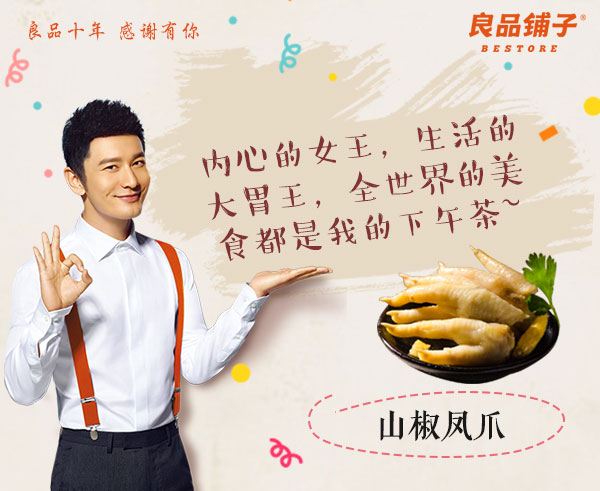 良品十年 感谢有你
良品铺子®
BESTORE
内心的女王，生活的
大胃王，全世界的美
食都是我的下午茶~
山椒凤爪